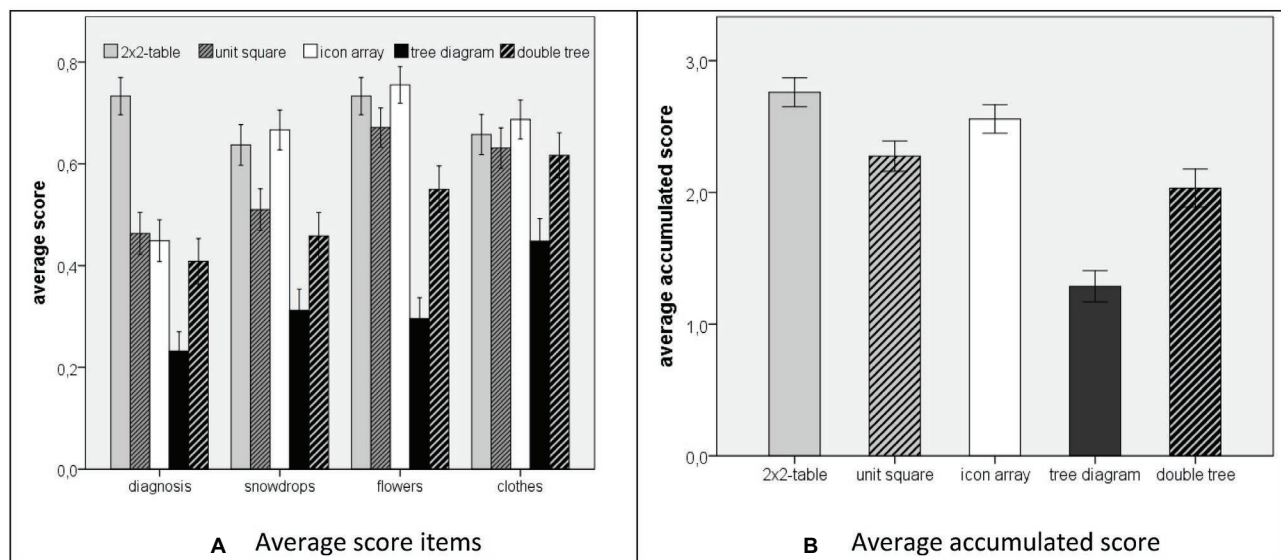 2x2-table unit square icon array tree diagram double tree
average score
0,8
0,6
0,4
0,2
0,0
diagnosis snowdrops flowers clothes
A Average score items
average accumulated score
3,0
2,0
1,0
0,0
2x2-table unit square icon array tree diagram double tree
B Average accumulated score